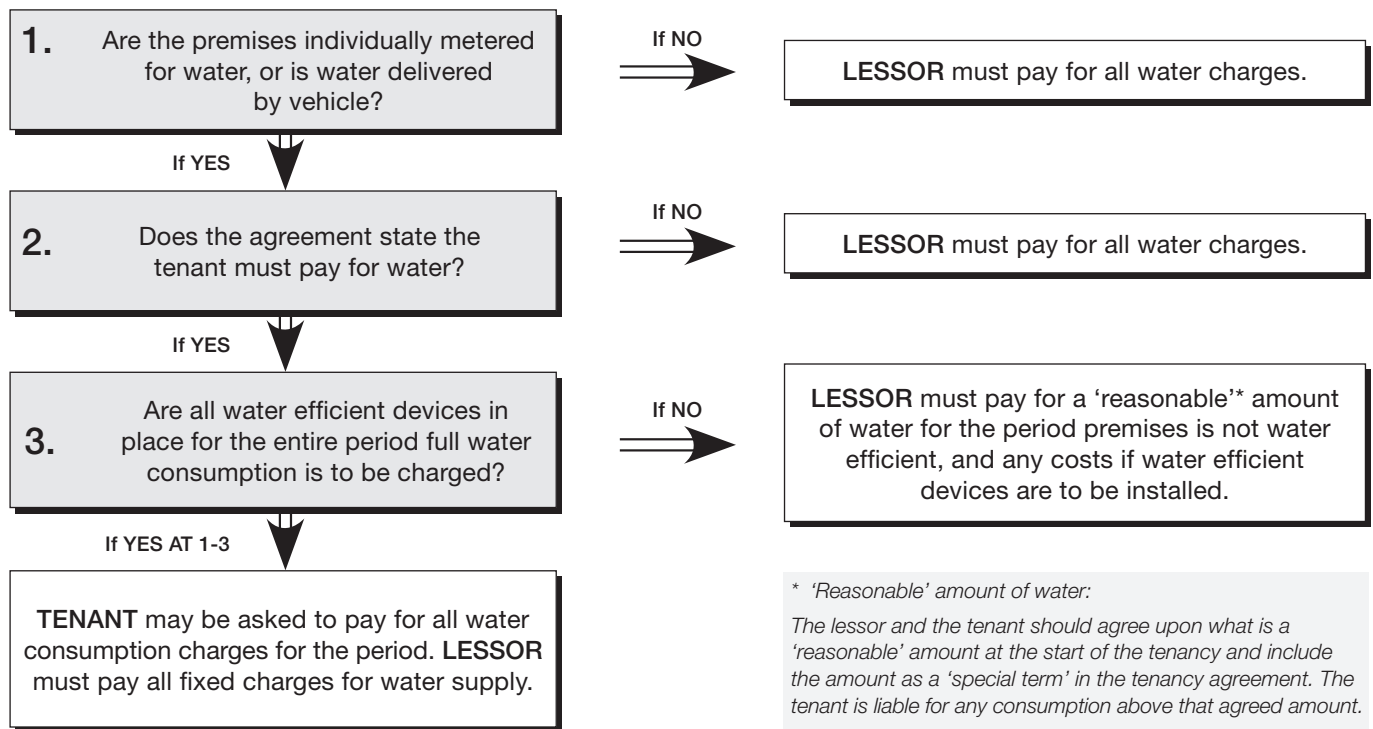 1.
Are the premises individually metered
for water, or is water delivered
by vehicle?
If NO
LESSOR must pay for all water charges.
If YES
2.
Does the agreement state the
tenant must pay for water?
If NO
LESSOR must pay for all water charges.
If YES
3.
Are all water efficient devices in
place for the entire period full water
consumption is to be charged?
If NO
LESSOR must pay for a ‘reasonable’* amount
of water for the period premises is not water
efficient, and any costs if water efficient
devices are to be installed.
If YES AT 1-3
TENANT may be asked to pay for all water
consumption charges for the period. LESSOR
must pay all fixed charges for water supply.
* ‘Reasonable’ amount of water:
The lessor and the tenant should agree upon what is a
‘reasonable’ amount at the start of the tenancy and include
the amount as a ‘special term’ in the tenancy agreement. The
tenant is liable for any consumption above that agreed amount.